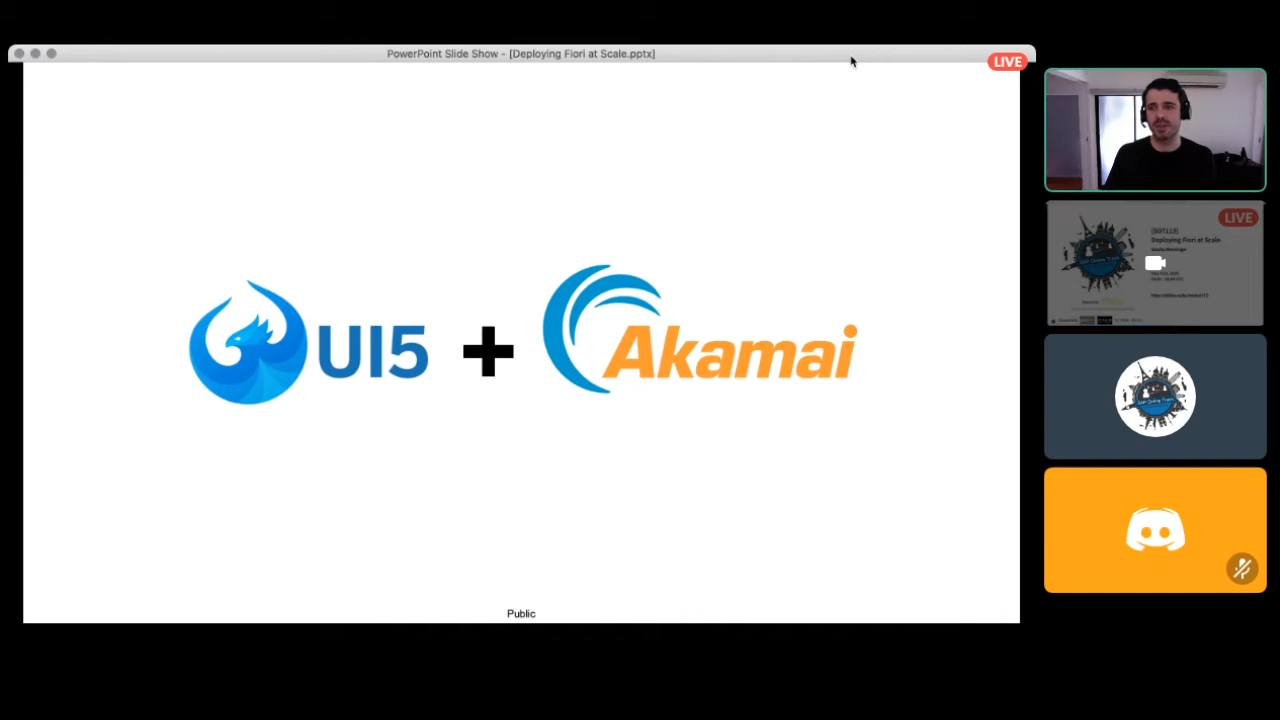 PowerPoint Slide Show - [Deploying Fiori at Scale.pptx]
LIVE
UI5 + Akamai
Public
LIVE
Deploying Fiori at Scale